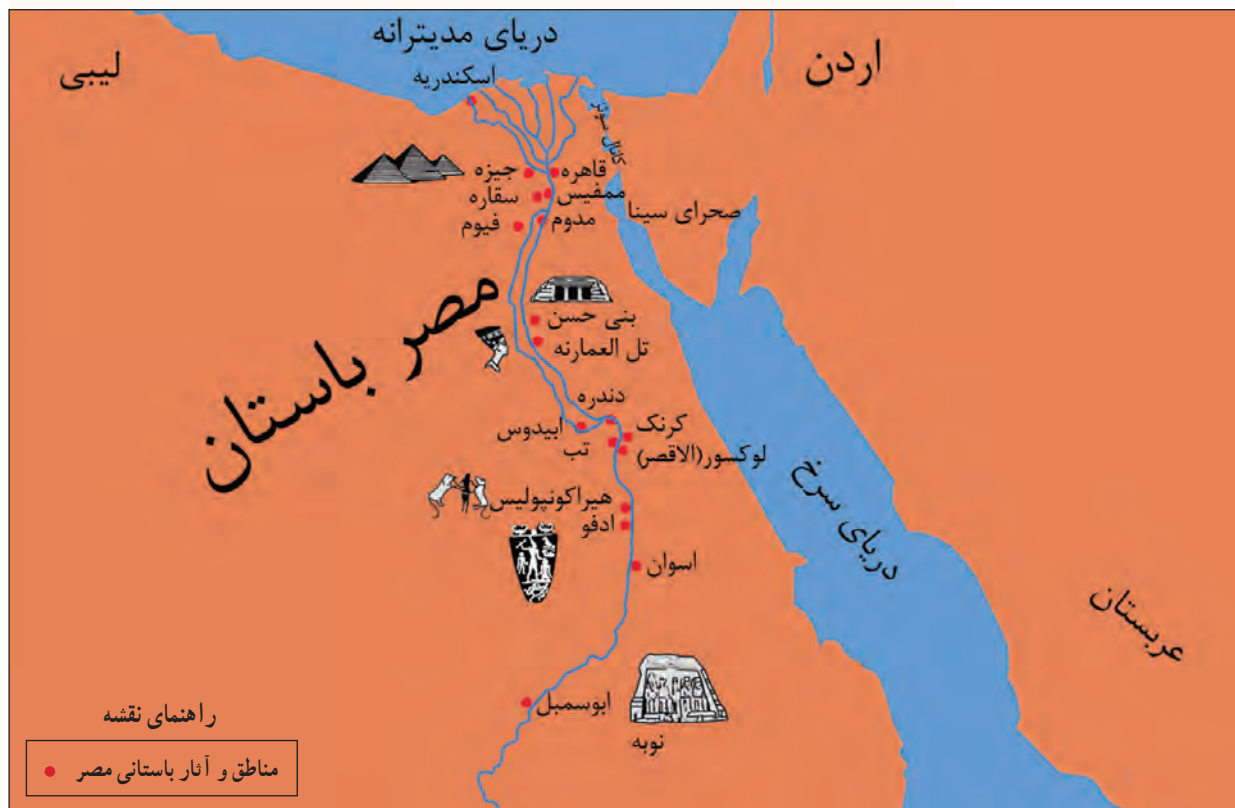 دریای مدیترانه
لیبی
اردن
اسکندریه
کانال سوئز
جیزه
قاهره
سقاره
ممفیس
فیوم
مدوم
صحرای سینا
مصر باستان
بنی حسن
تل العمارنه
دندره
ابیدوس
کرنک
تب
لوکسور(الاقصر)
هیراکونپولیس
ادفو
دریای سرخ
اسوان
عربستان
ابوسمبل
نوبه
راهنمای نقشه
مناطق و آثار باستانی مصر